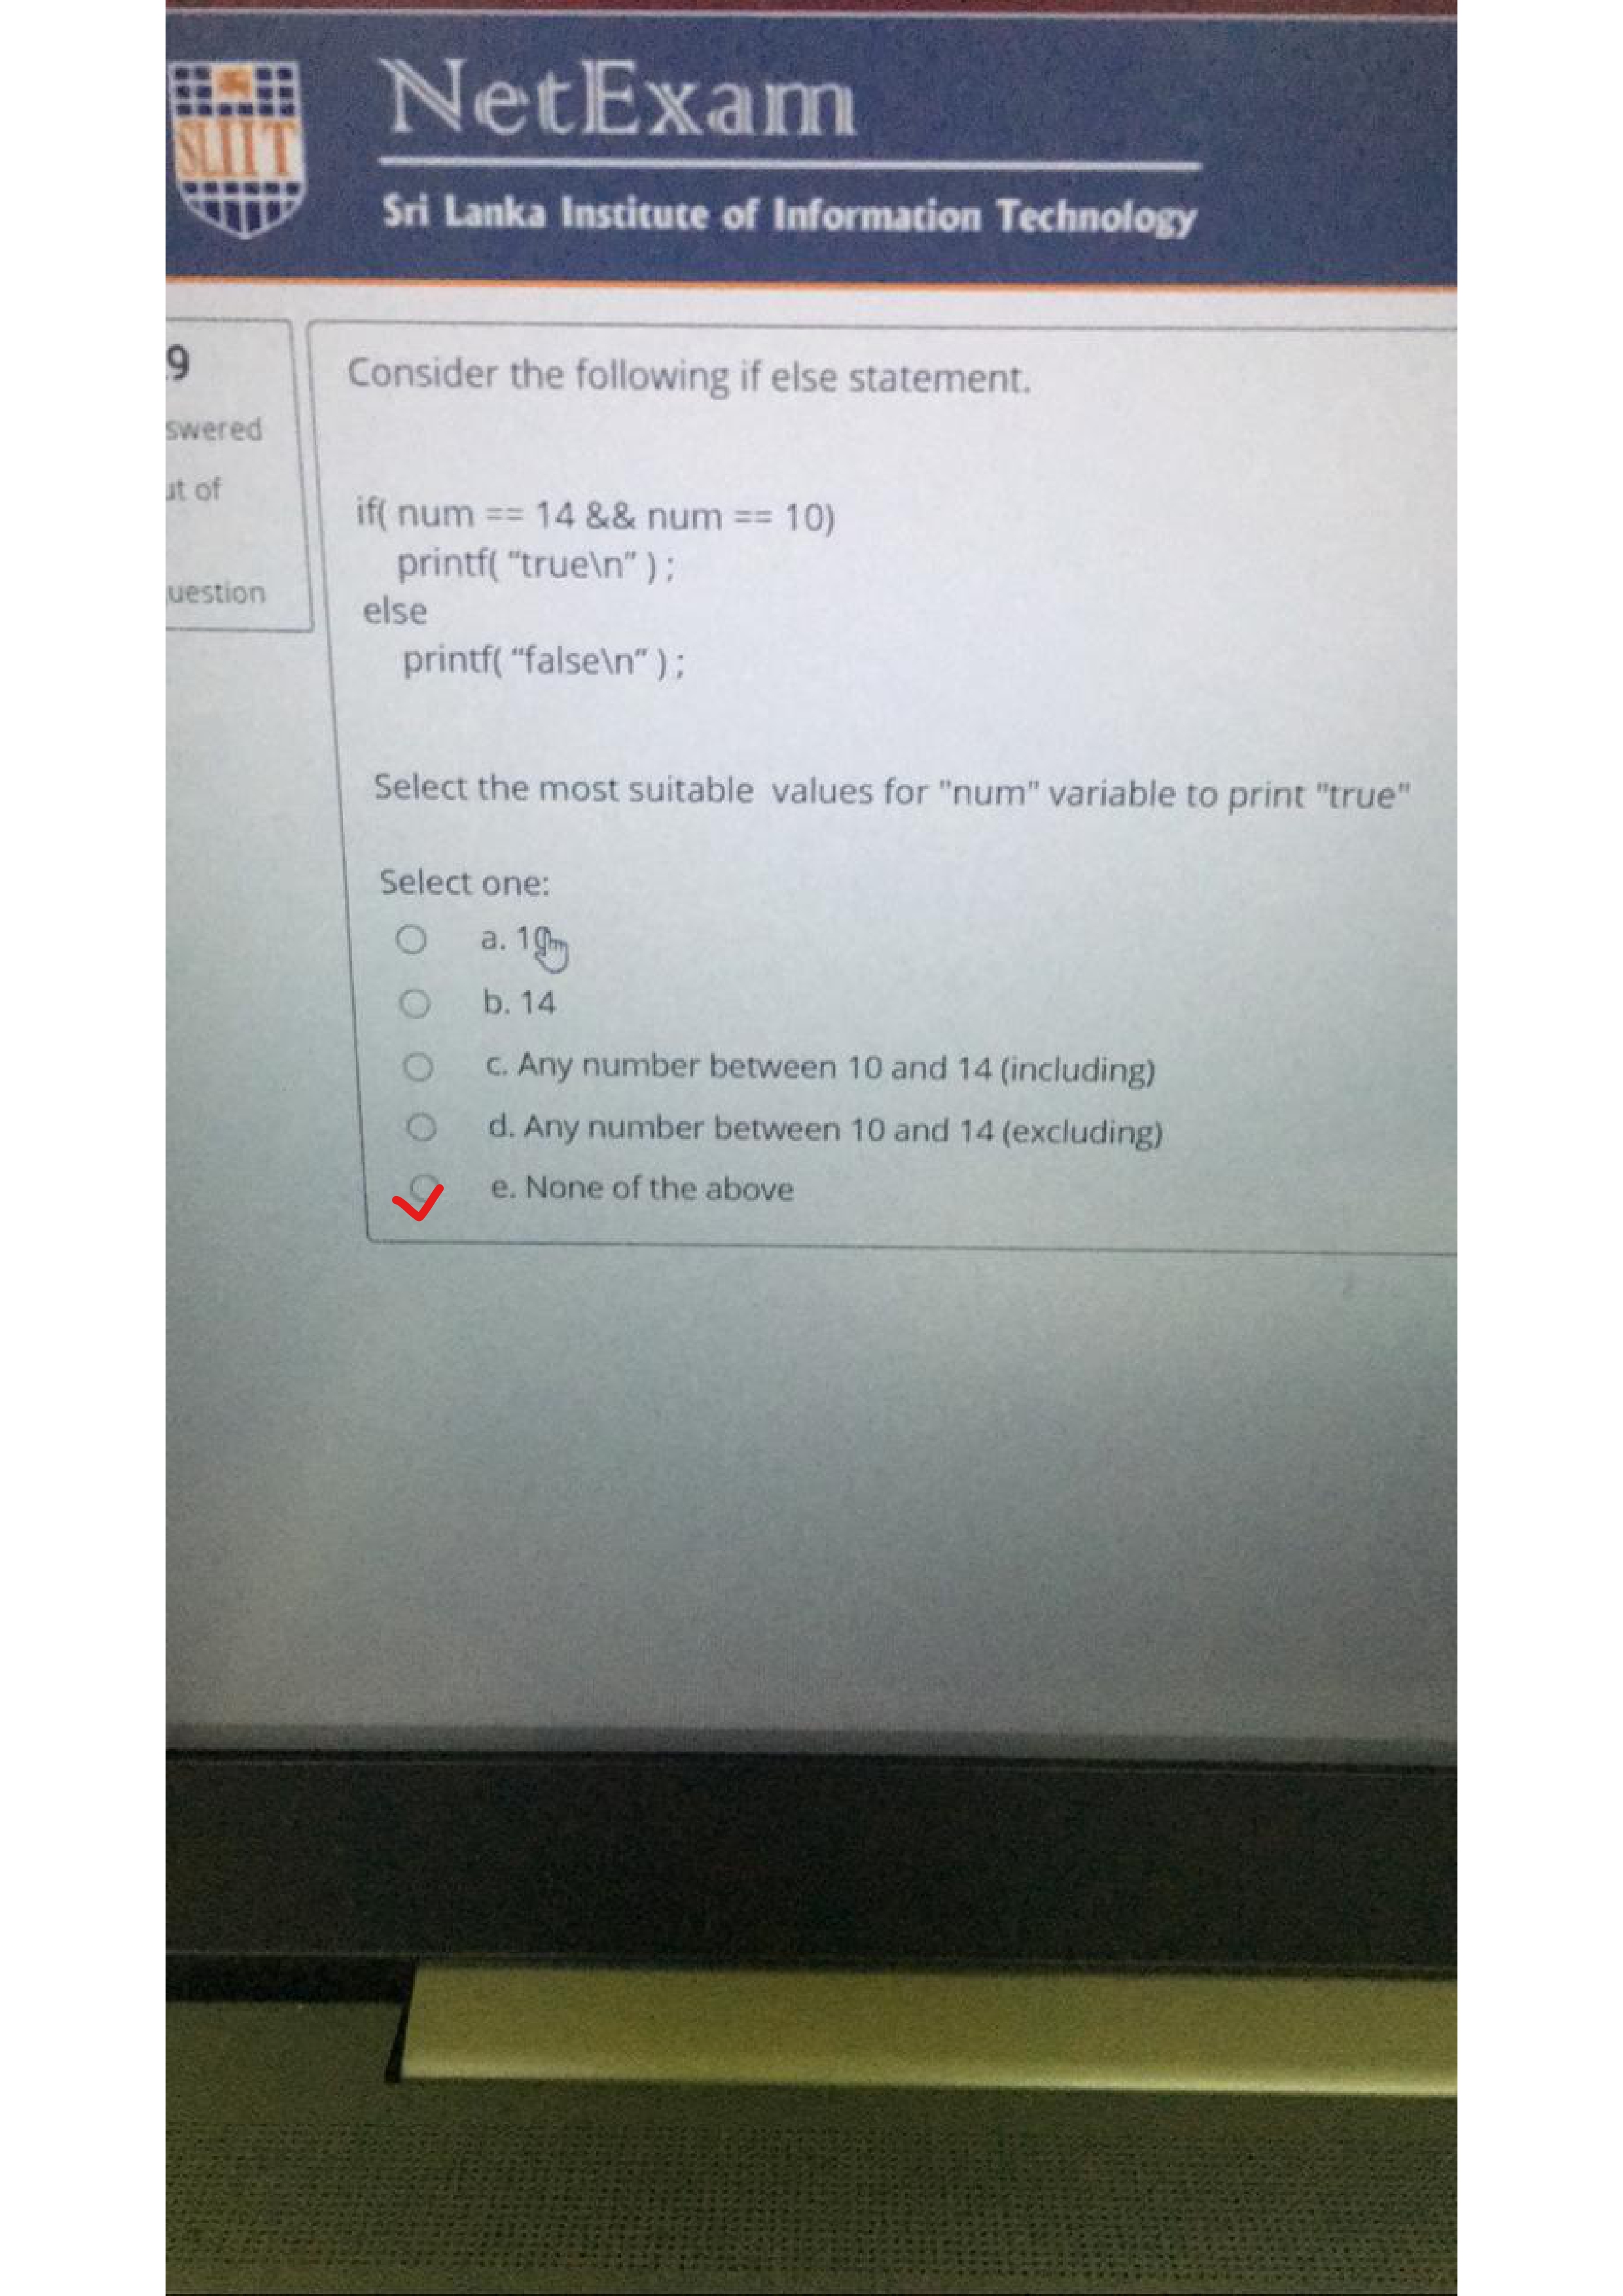 SLIIT
NetExam
Sri Lanka Institute of Information Technology
9
swered
ut of
uestion
Consider the following if else statement.
if( num == 14 && num == 10)
printf( “true\n” ) ;
else
printf( “false\n” ) ;
Select the most suitable values for "num" variable to print "true"
Select one:
a. 10
b. 14
c. Any number between 10 and 14 (including)
d. Any number between 10 and 14 (excluding)
e. None of the above